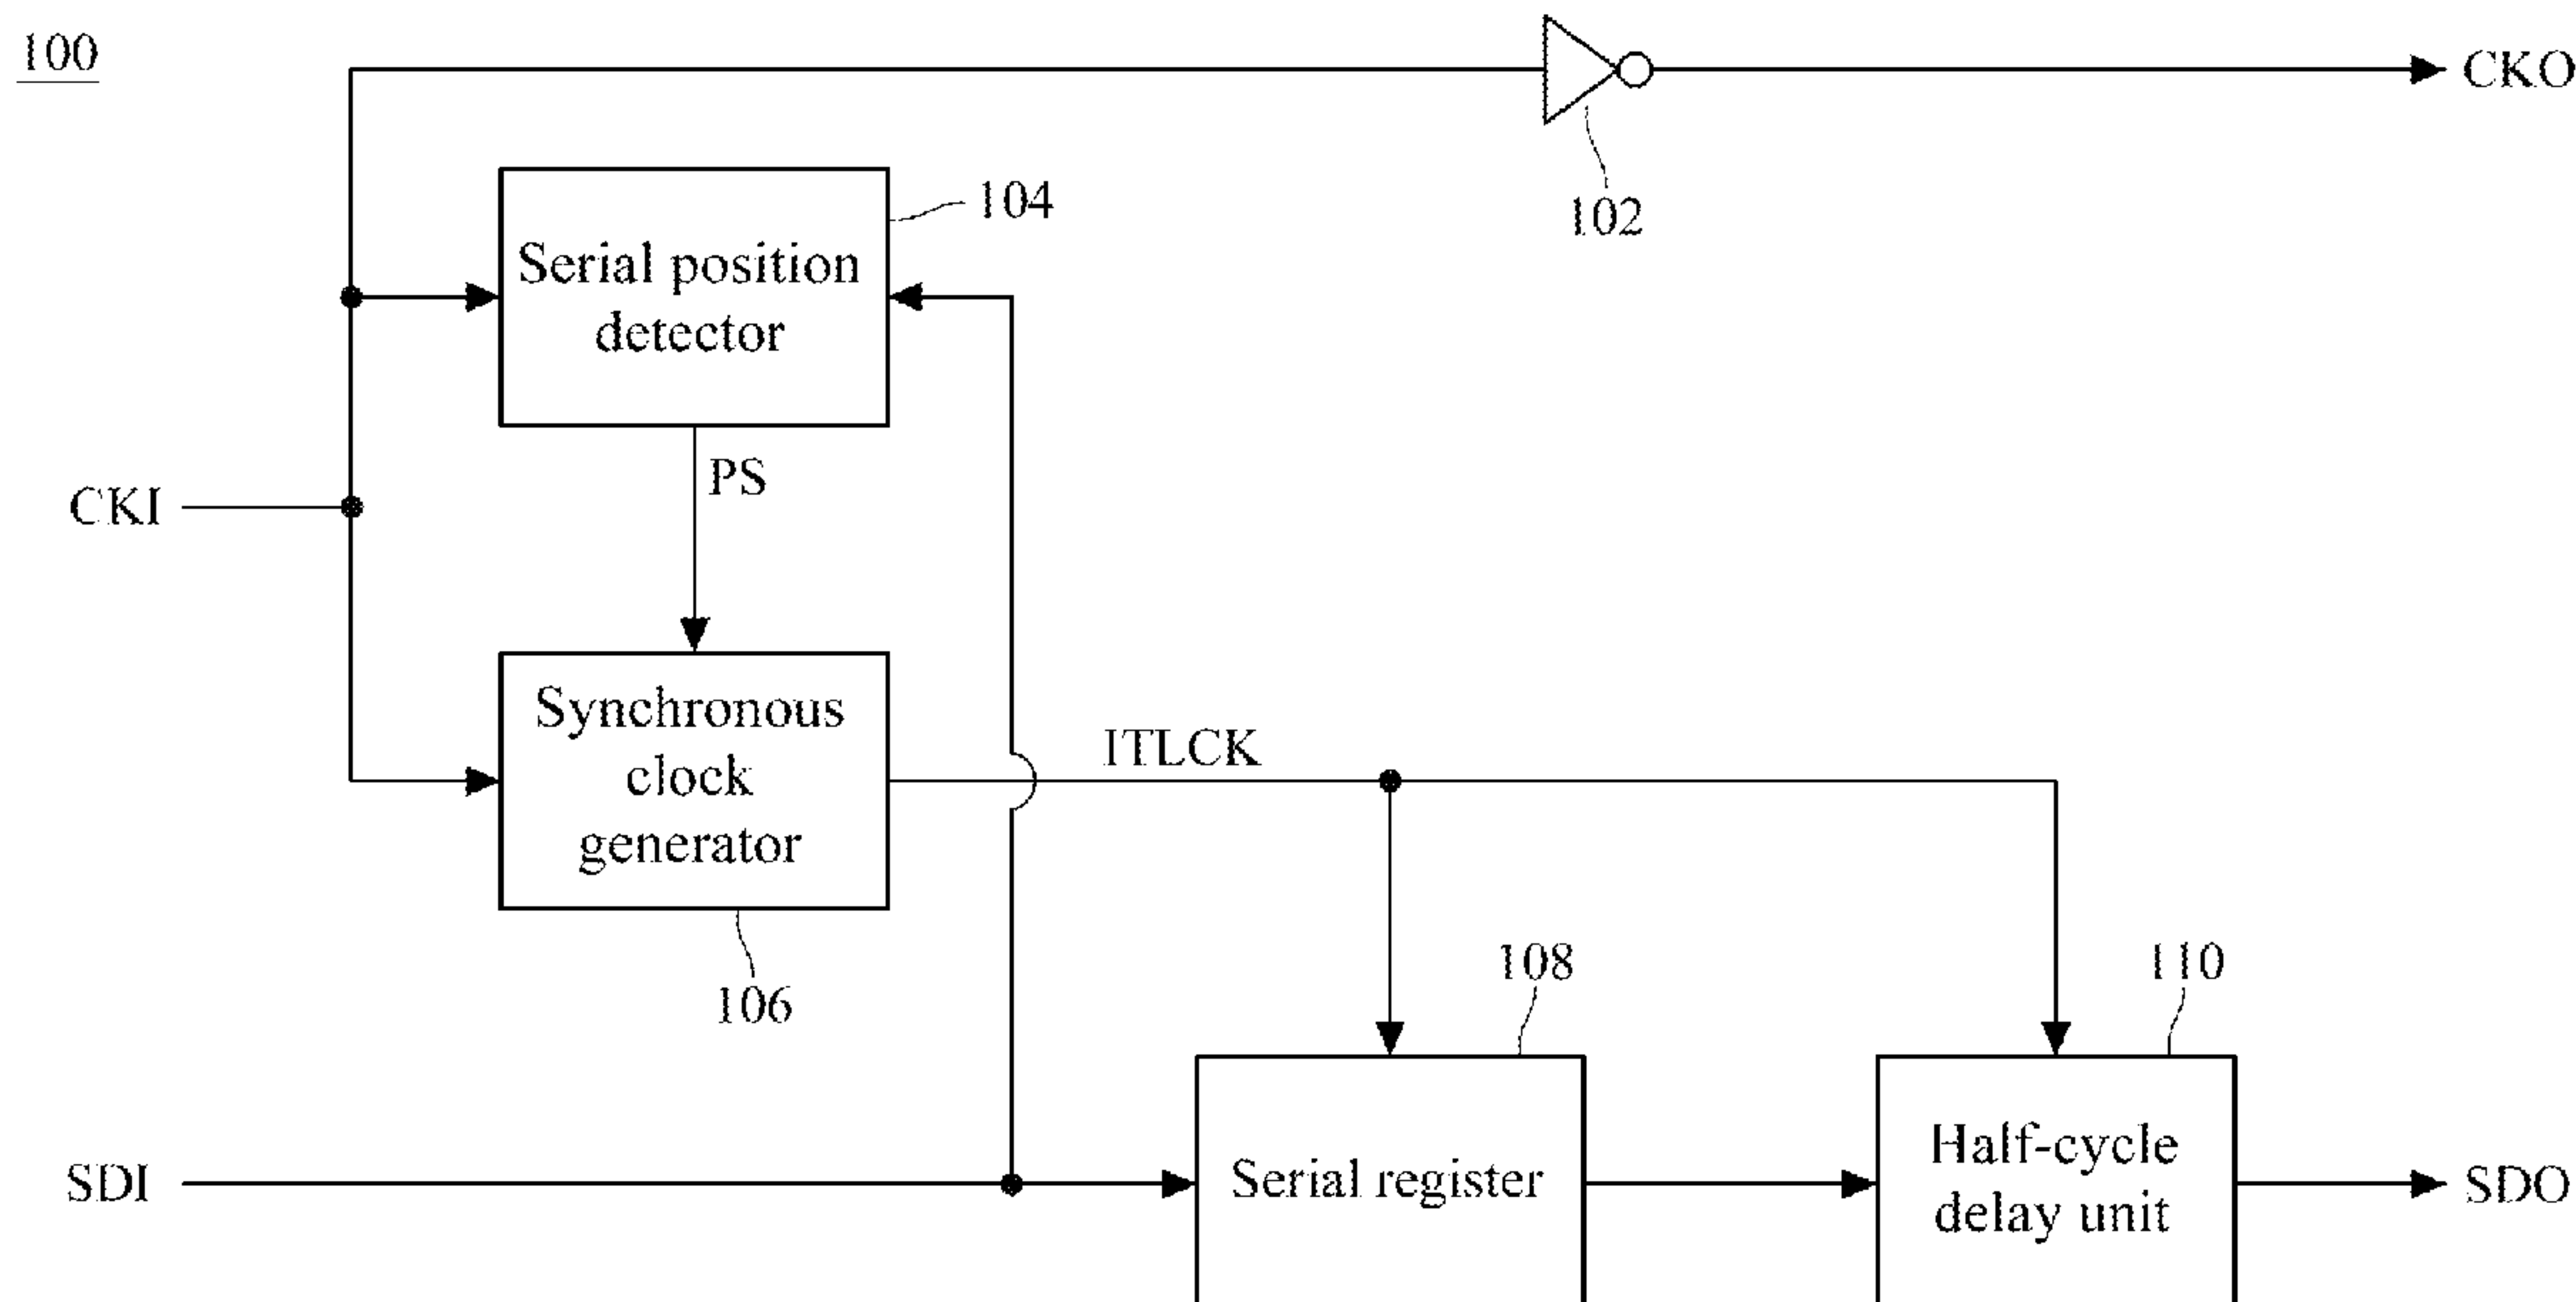 100
CKO
102
104
Serial position
detector
PS
CKI
Synchronous
clock
generator
ITLCK
106
108
110
SDI
Serial register
Half-cycle
delay unit
SDO